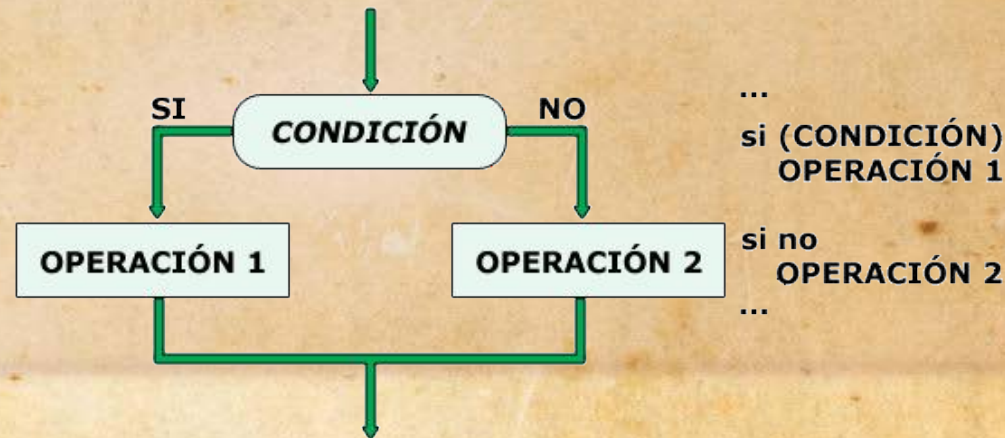 SI
NO
CONDICIÓN
OPERACIÓN 1
OPERACIÓN 2
...
si (CONDICIÓN)
OPERACIÓN 1
si no
OPERACIÓN 2
...